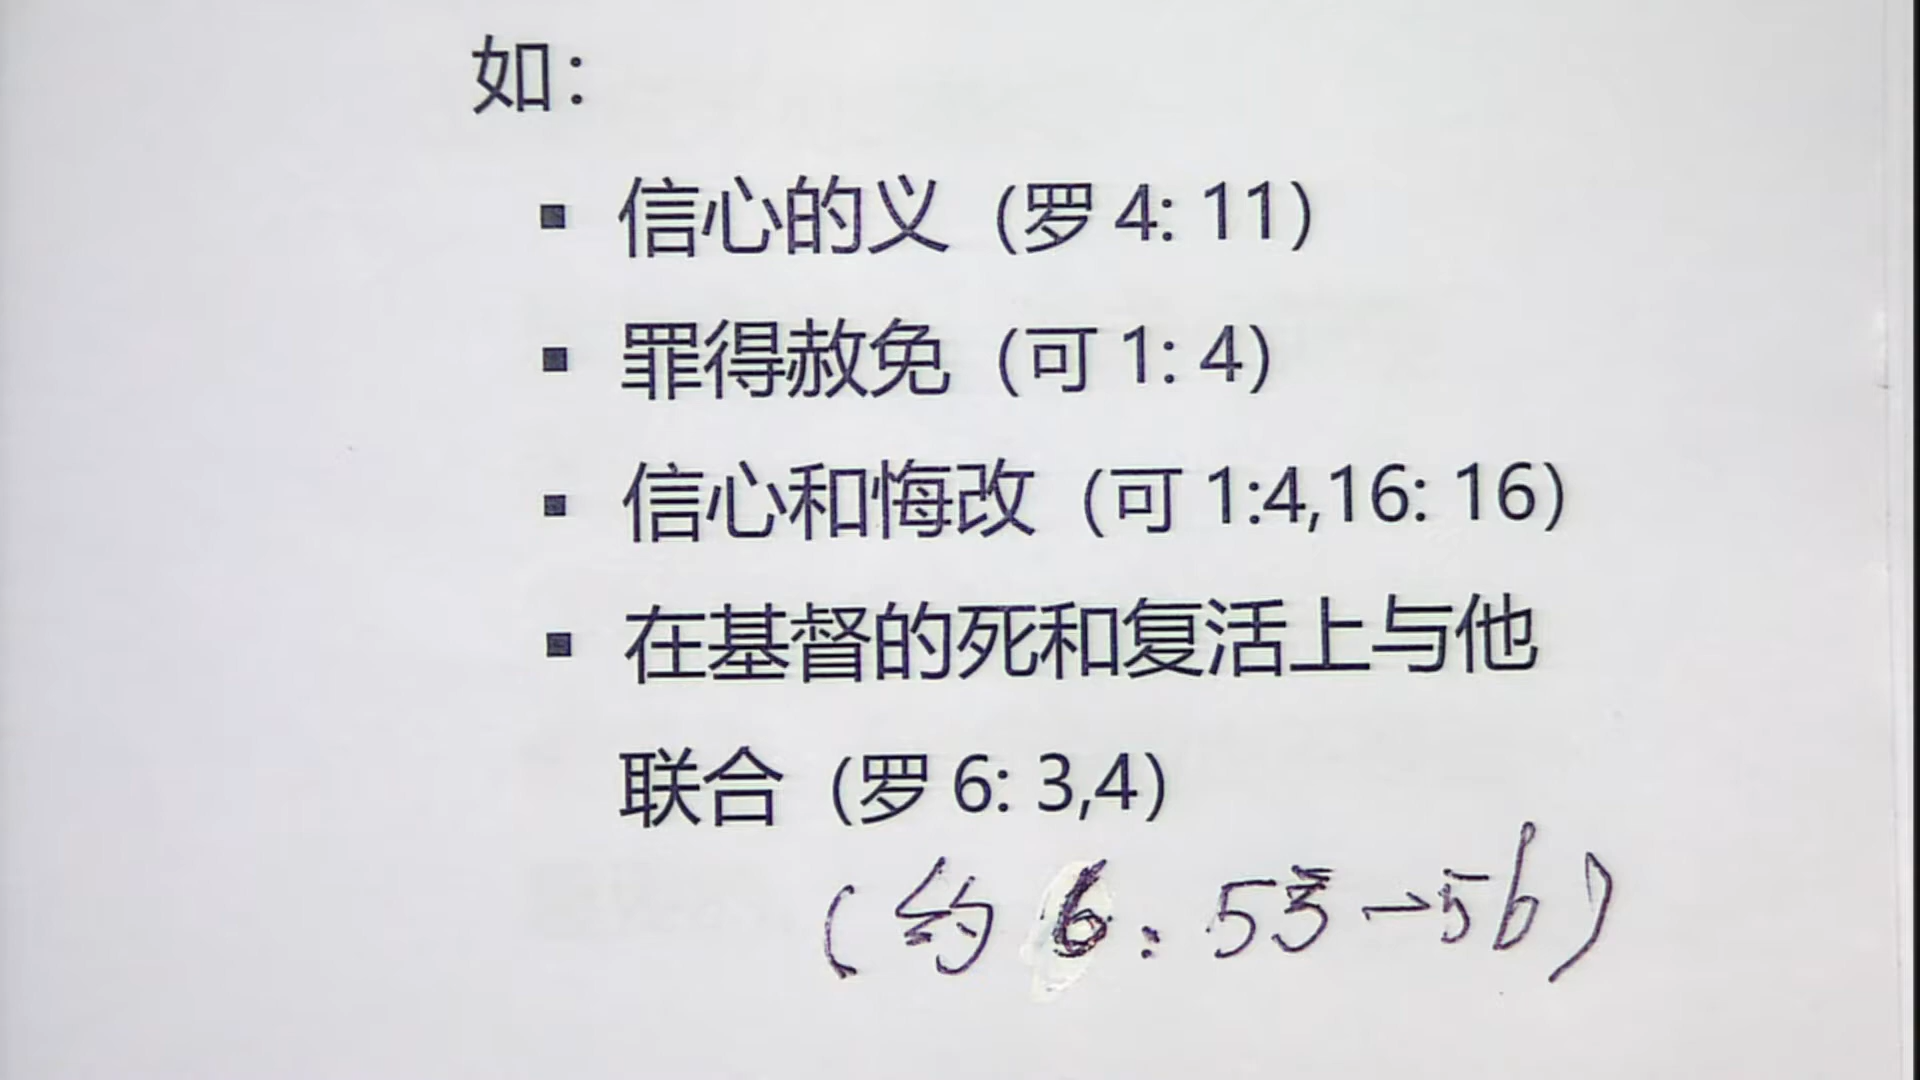 如：
▪ 信心的义（罗 4: 11）
▪ 罪得赦免（可 1: 4）
▪ 信心和悔改（可 1:4,16: 16）
▪ 在基督的死和复活上与他
联合（罗 6: 3,4）
（约 6：53－56）